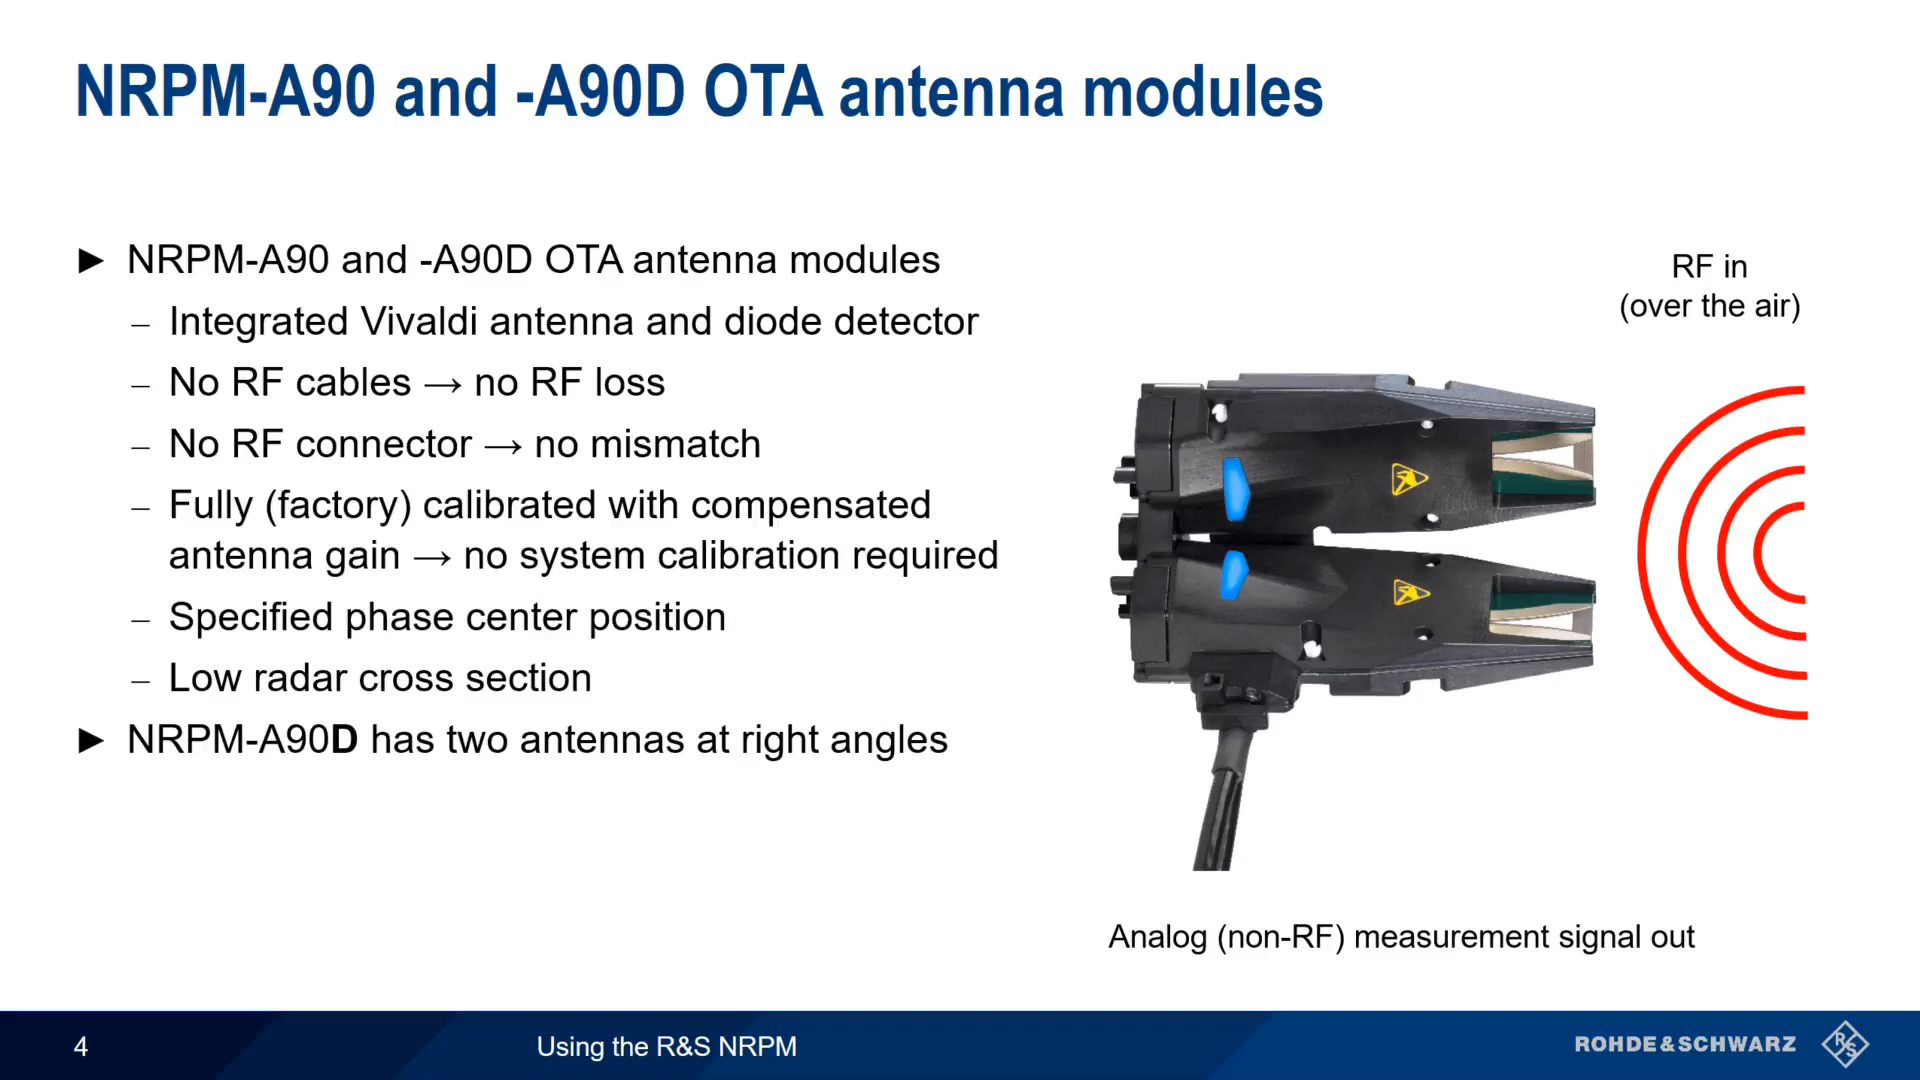 NRPM-A90 and -A90D OTA antenna modules
► NRPM-A90 and -A90D OTA antenna modules
– Integrated Vivaldi antenna and diode detector
– No RF cables → no RF loss
– No RF connector → no mismatch
– Fully (factory) calibrated with compensated
antenna gain → no system calibration required
– Specified phase center position
– Low radar cross section
► NRPM-A90D has two antennas at right angles
RF in
(over the air)
Analog (non-RF) measurement signal out
4
Using the R&S NRPM
ROHDE&SCHWARZ
R&S